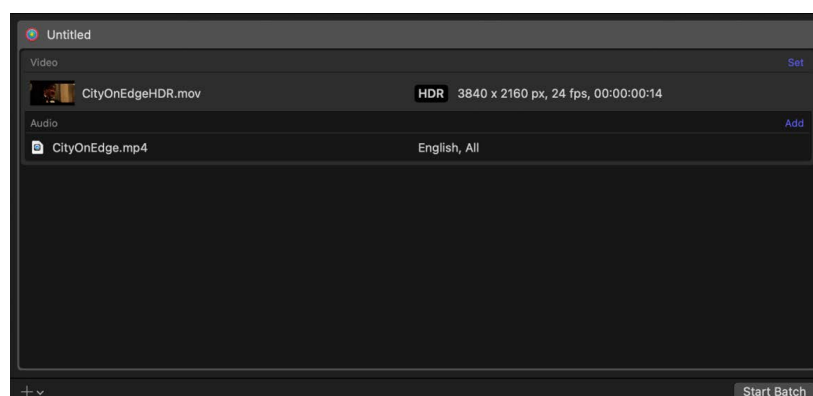 Untitled
Video Set
CityOnEdgeHDR.mov HDR 3840 x 2160 px, 24 fps, 00:00:00:14
Audio Add
CityOnEdge.mp4 English, All
Start Batch